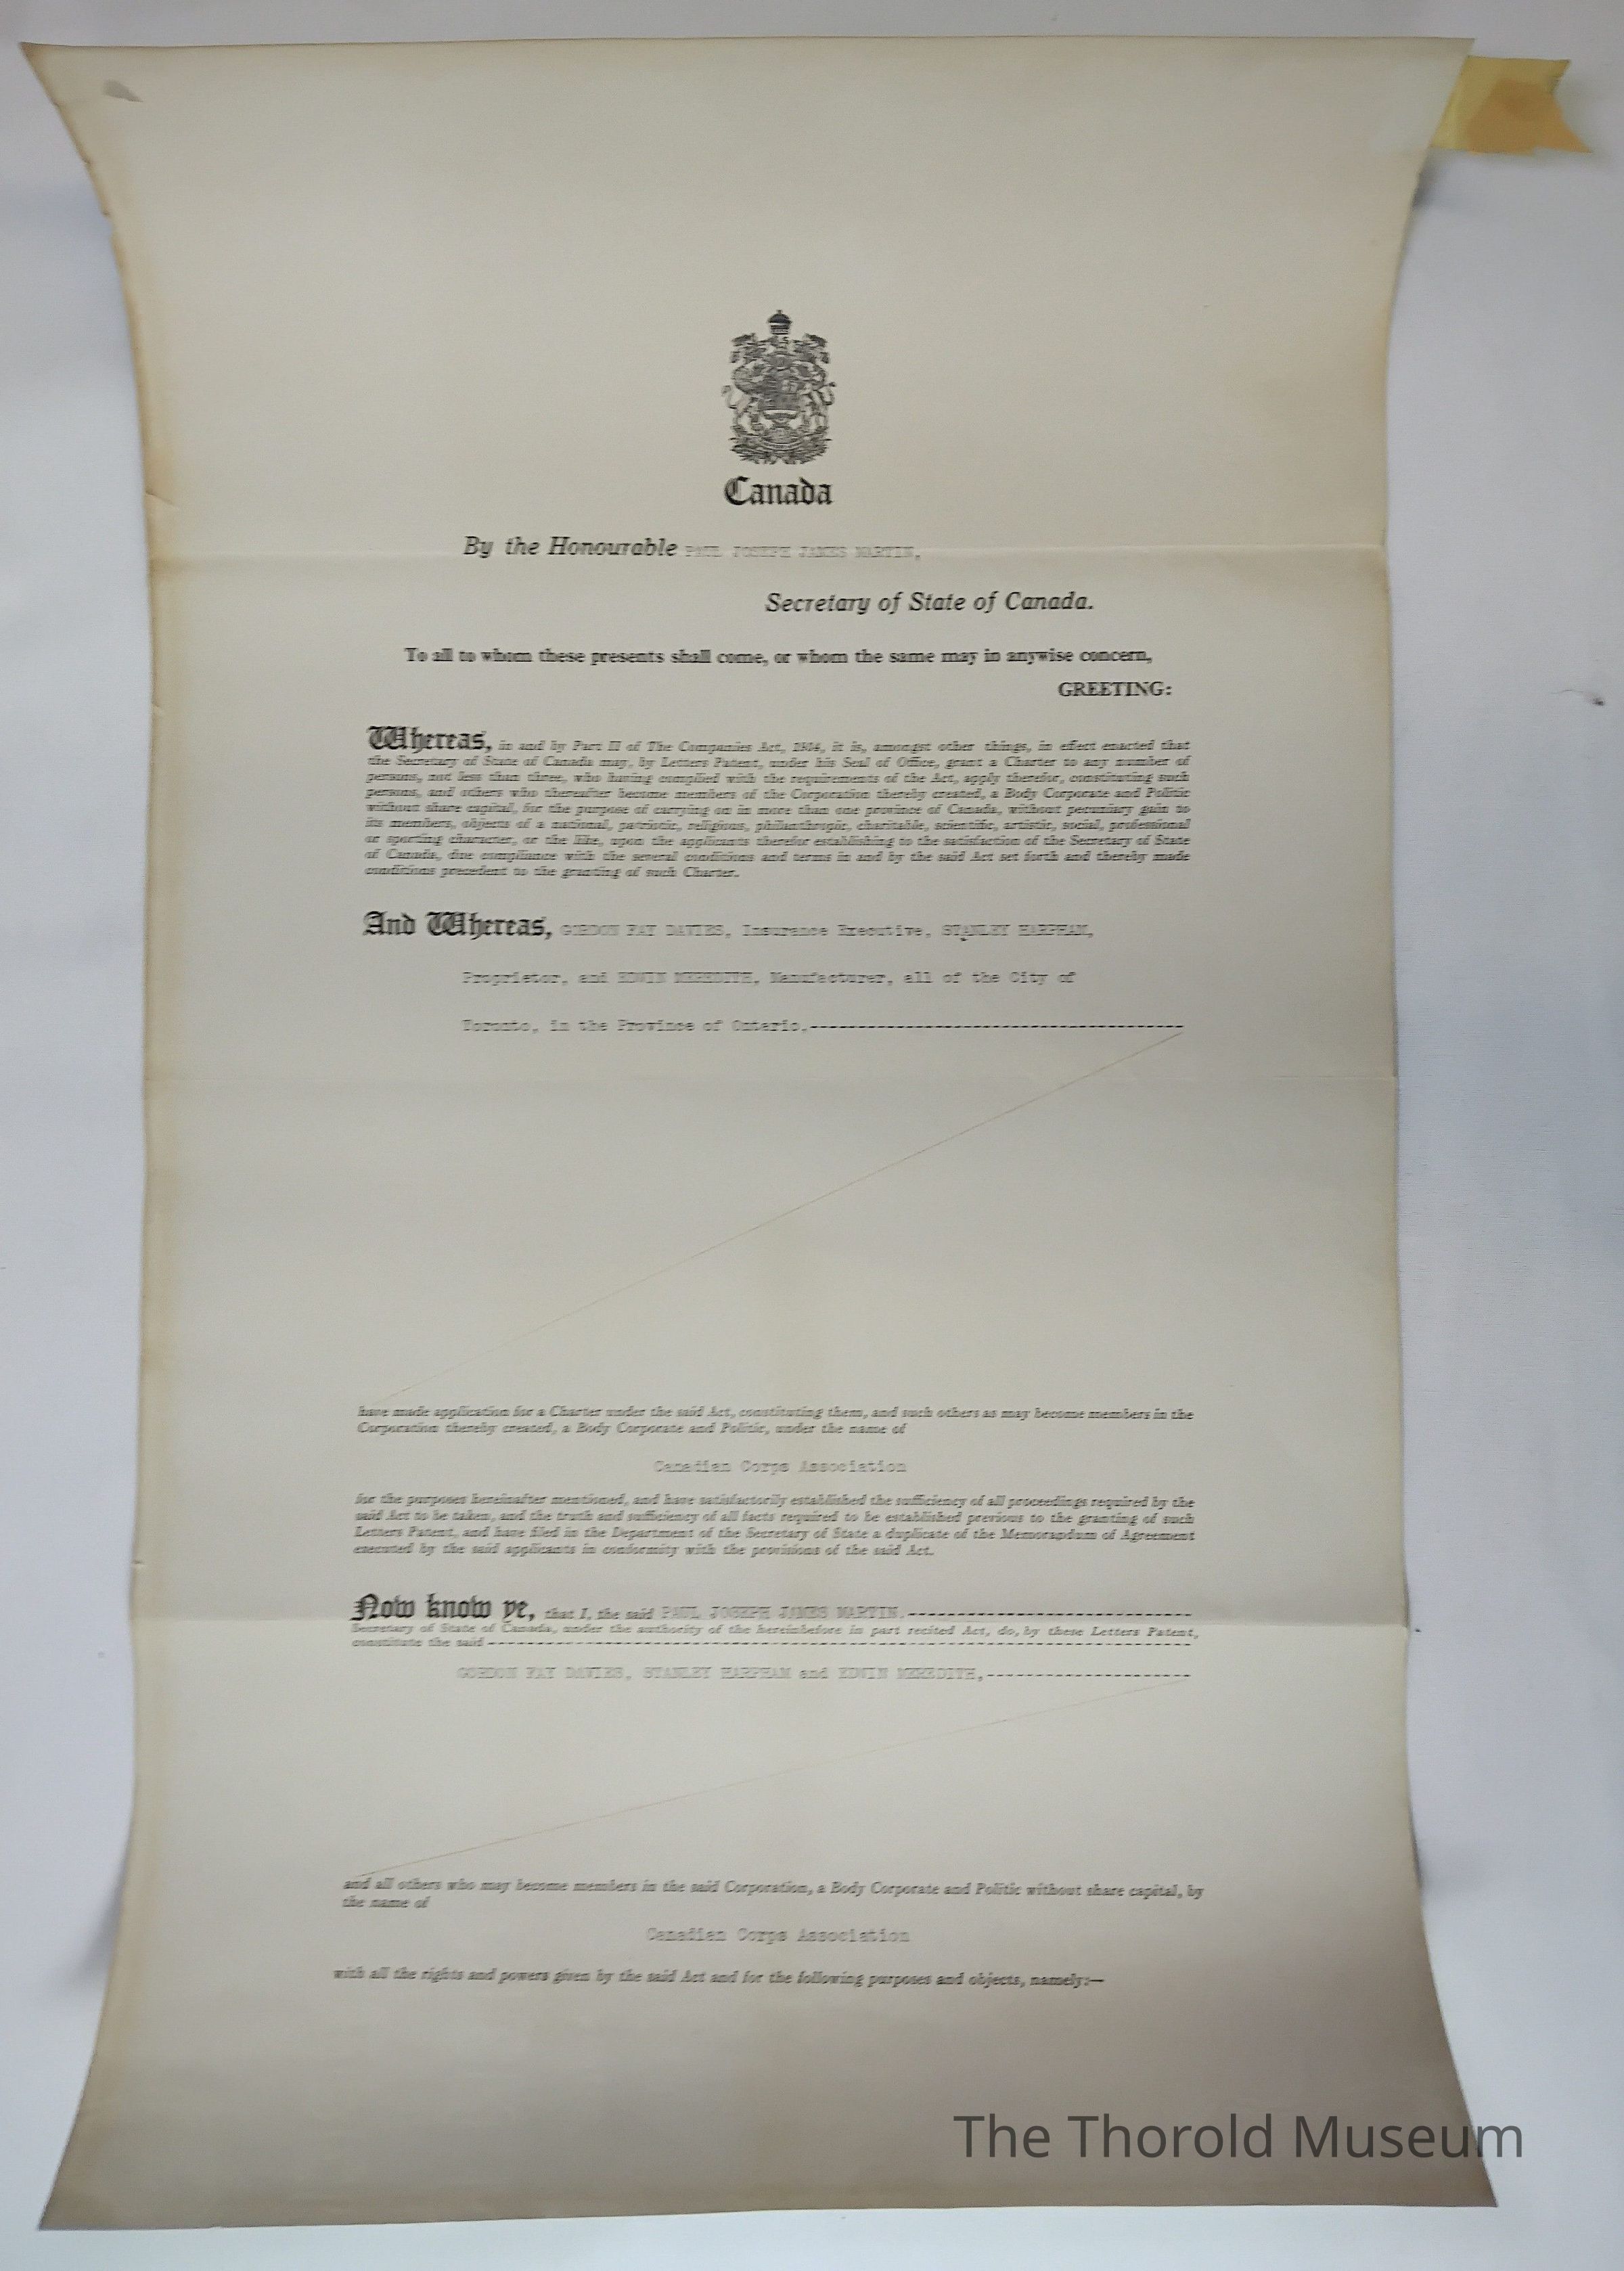 Canada
By the Honourable PAUL JOSEPH JAMES MARTIN,
Secretary of State of Canada.
To all to whom these presents shall come, or whom the same may in anywise concern,
GREETING:
Whereas, in and by Part II of The Companies Act, 1934, it is, amongst other things, in effect enacted that
the Secretary of State of Canada may, by Letters Patent, under his Seal of Office, grant a Charter to any number of
persons, not less than three, who having complied with the requirements of the Act, apply therefor, constituting such
persons, and others who thereafter become members of the Corporation thereby created, a Body Corporate and Politic
without share capital, for the purpose of carrying on in more than one province of Canada, without pecuniary gain to
its members, objects of a national, patriotic, religious, philanthropic, charitable, scientific, artistic, social, professional
or sporting character, or the like, upon the applicants therefor establishing to the satisfaction of the Secretary of State
of Canada, due compliance with the several conditions and terms in and by the said Act set forth and thereby made
conditions precedent to the granting of such Charter.
And Whereas, GORDON FAY DAVIES, Insurance Executive, STANLEY HARPHAM,
Proprietor, and EDWIN MEREDITH, Manufacturer, all of the City of
Toronto, in the Province of Ontario,
have made application for a Charter under the said Act, constituting them, and such others as may become members in the
Corporation thereby created, a Body Corporate and Politic, under the name of
Canadian Corps Association
for the purposes hereinafter mentioned, and have satisfactorily established the sufficiency of all proceedings required by the
said Act to be taken, and the truth and sufficiency of all facts required to be established previous to the granting of such
Letters Patent, and have filed in the Department of the Secretary of State a duplicate of the Memorandum of Agreement
executed by the said applicants in conformity with the provisions of the said Act.
Now know ye, that I, the said PAUL JOSEPH JAMES MARTIN,
Secretary of State of Canada, under the authority of the hereinbefore in part recited Act, do, by these Letters Patent,
constitute the said
GORDON FAY DAVIES, STANLEY HARPHAM and EDWIN MEREDITH,
and all others who may become members in the said Corporation, a Body Corporate and Politic without share capital, by
the name of
Canadian Corps Association
with all the rights and powers given by the said Act and for the following purposes and objects, namely:—
The Thorold Museum